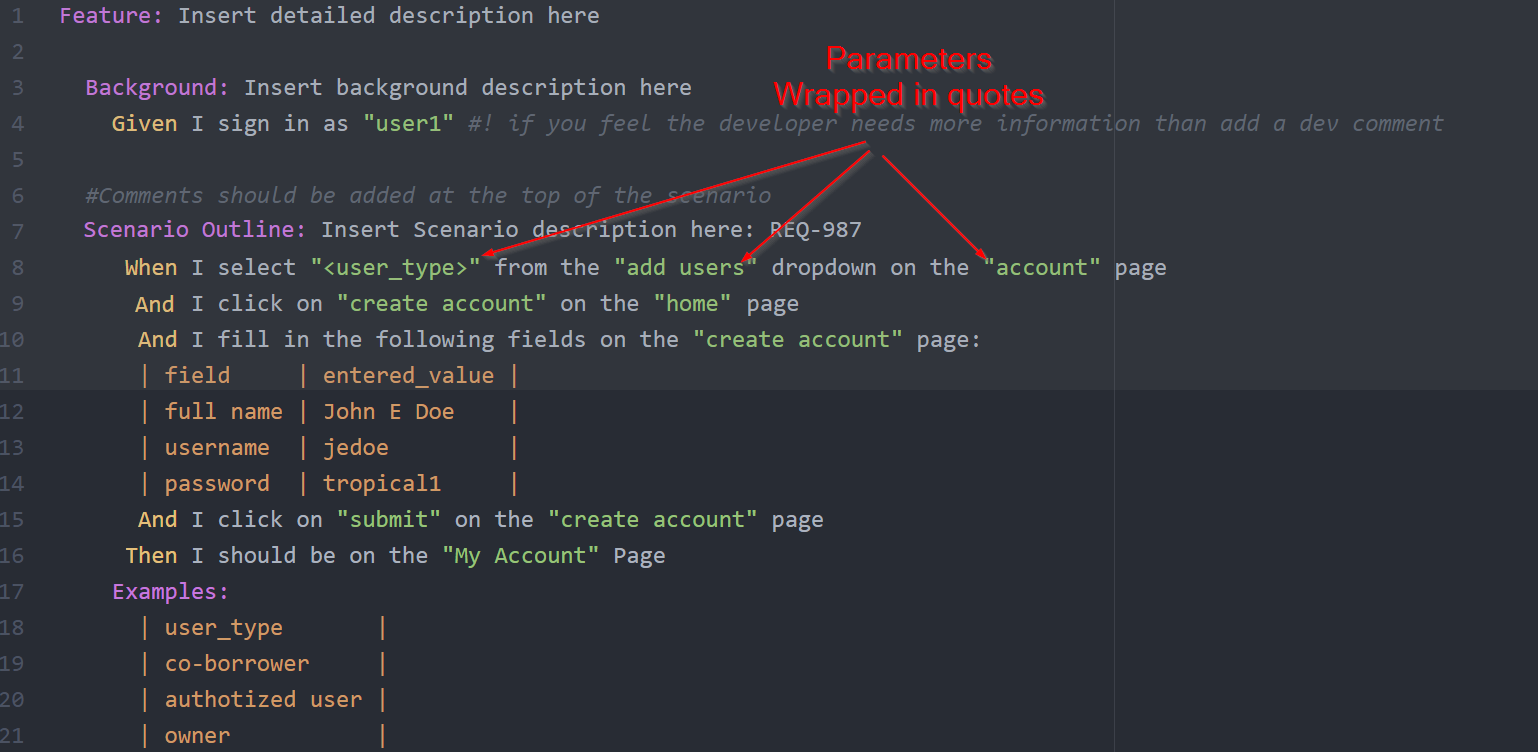 1 Feature: Insert detailed description here
2
Parameters
Wrapped in quotes
3 Background: Insert background description here
4 Given I sign in as "user1" #! if you feel the developer needs more information than add a dev comment
5
6 #Comments should be added at the top of the scenario
7 Scenario Outline: Insert Scenario description here: REQ-987
8 When I select "<user_type>" from the "add users" dropdown on the "account" page
9 And I click on "create account" on the "home" page
10 And I fill in the following fields on the "create account" page:
11 | field | entered_value |
12 | full name | John E Doe |
13 | username | jedoe |
14 | password | tropical1 |
15 And I click on "submit" on the "create account" page
16 Then I should be on the "My Account" Page
17 Examples:
18 | user_type |
19 | co-borrower |
20 | authotized user |
21 | owner |